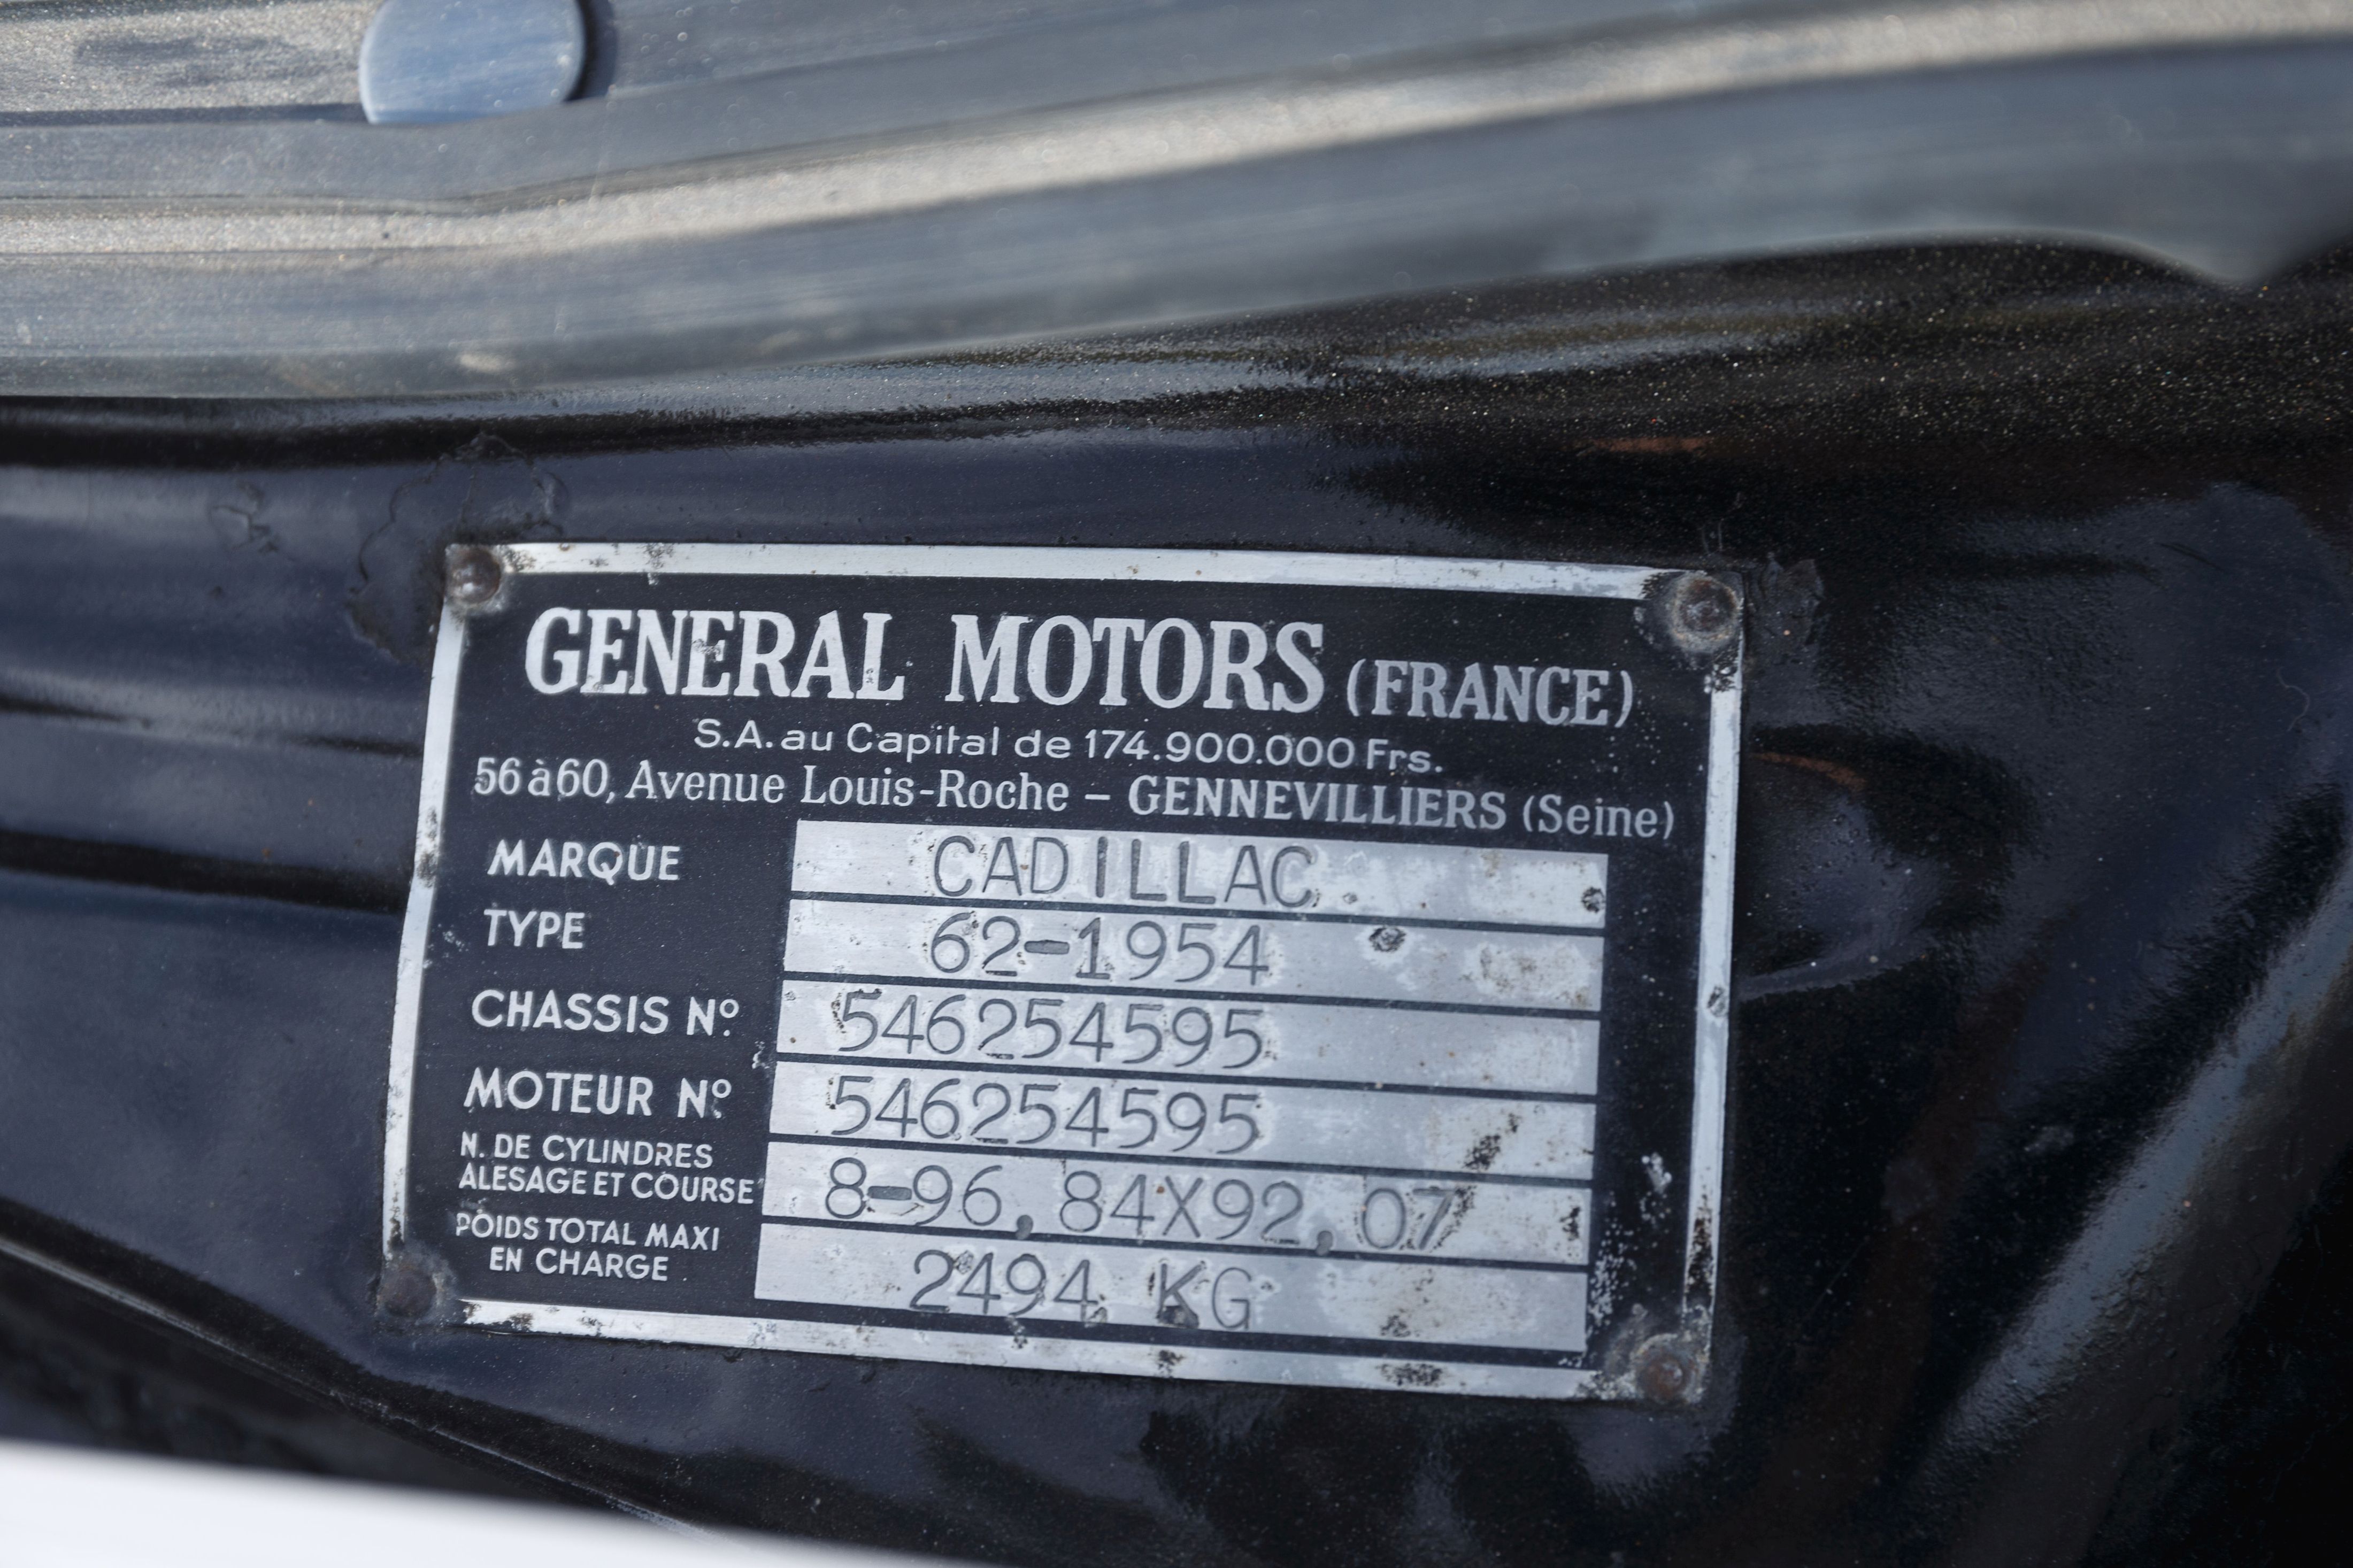 GENERAL MOTORS (FRANCE)
S.A. au Capital de 174.900.000 Frs.
56 à 60, Avenue Louis-Roche – GENNEVILLIERS (Seine)
MARQUE CADILLAC
TYPE 62-1954
CHASSIS Nº 546254595
MOTEUR Nº 546254595
N. DE CYLINDRES
ALESAGE ET COURSE 8-96,84X92,07
POIDS TOTAL MAXI
EN CHARGE 2494 KG